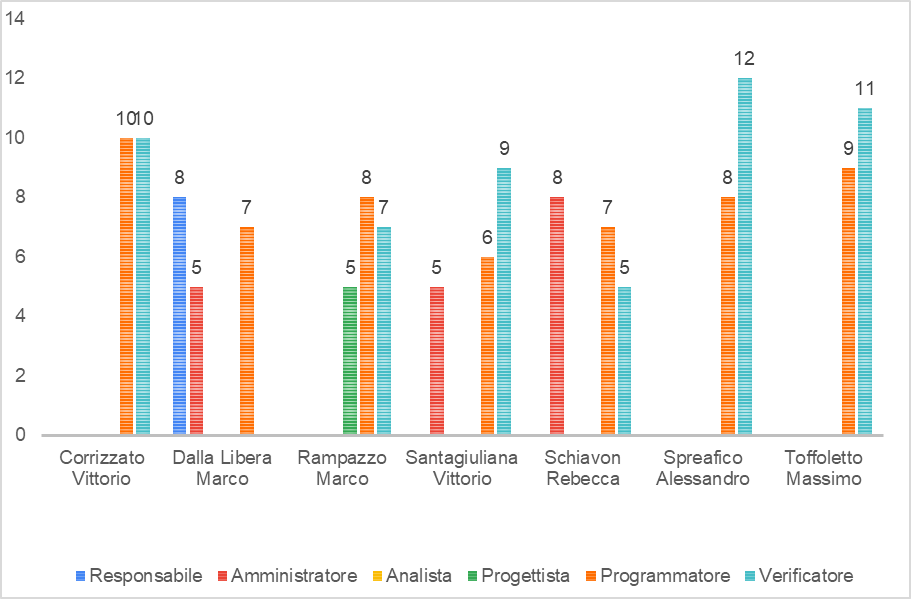 14
12
10
8
6
4
2
0
10 10
8 5 7
5 8 7
5 6 9
8 7 5
8 12
9 11
Corrizzato
Vittorio
Dalla Libera
Marco
Rampazzo
Marco
Santagiuliana
Vittorio
Schiavon
Rebecca
Spreafico
Alessandro
Toffoletto
Massimo
Responsabile Amministratore Analista Progettista Programmatore Verificatore